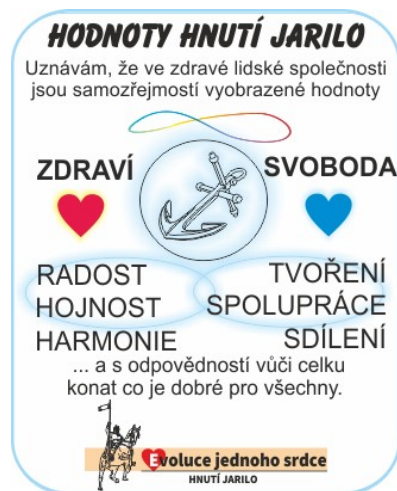 HODNOTY HNUTÍ JARILO
Uznávám, že ve zdravé lidské společnosti
jsou samozřejmostí vyobrazené hodnoty
ZDRAVÍ
SVOBODA
RADOST
HOJNOST
HARMONIE
TVOŘENÍ
SPOLUPRÁCE
SDÍLENÍ
... a s odpovědností vůči celku
konat co je dobré pro všechny.
Evoluce jednoho srdce
HNUTÍ JARILO